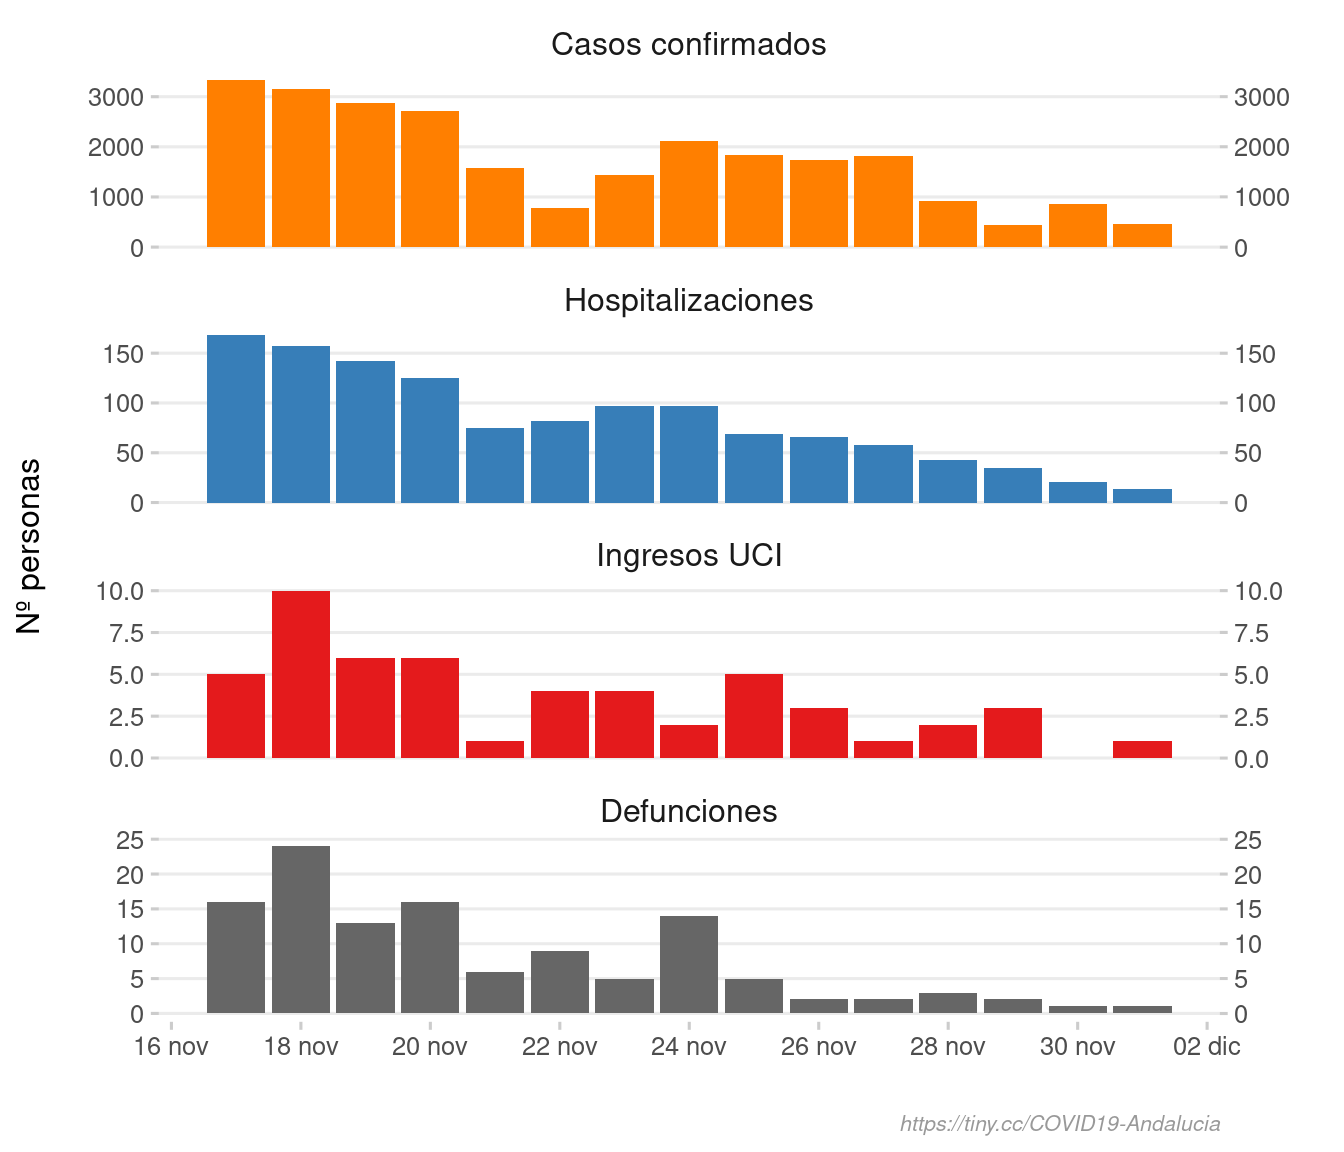 Casos confirmados
3000 3000
2000 2000
1000 1000
0 0
Hospitalizaciones
150 150
100 100
50 50
0 0
Nº personas
Ingresos UCI
10.0 10.0
7.5 7.5
5.0 5.0
2.5 2.5
0.0 0.0
Defunciones
25 25
20 20
15 15
10 10
5 5
0 0
16 nov 18 nov 20 nov 22 nov 24 nov 26 nov 28 nov 30 nov 02 dic
https://tiny.cc/COVID19-Andalucia